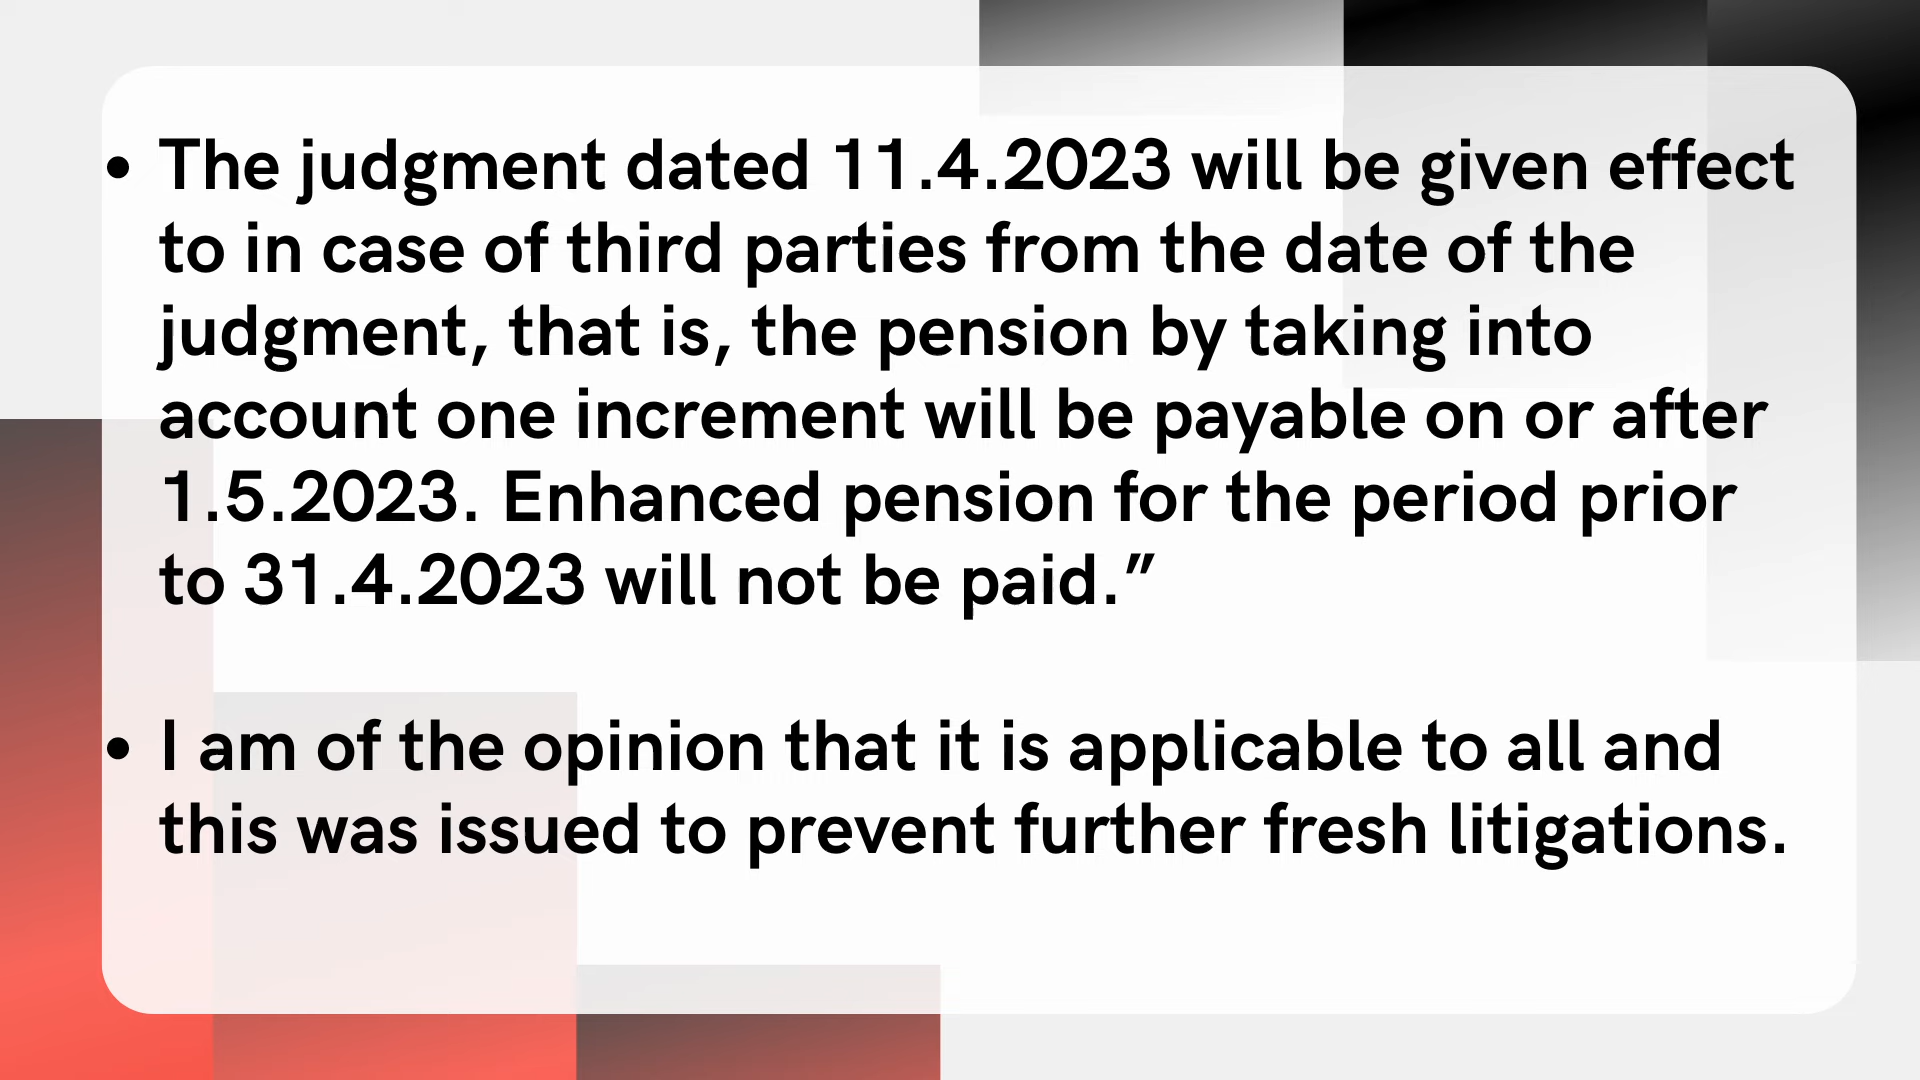 • The judgment dated 11.4.2023 will be given effect
to in case of third parties from the date of the
judgment, that is, the pension by taking into
account one increment will be payable on or after
1.5.2023. Enhanced pension for the period prior
to 31.4.2023 will not be paid.”
• I am of the opinion that it is applicable to all and
this was issued to prevent further fresh litigations.